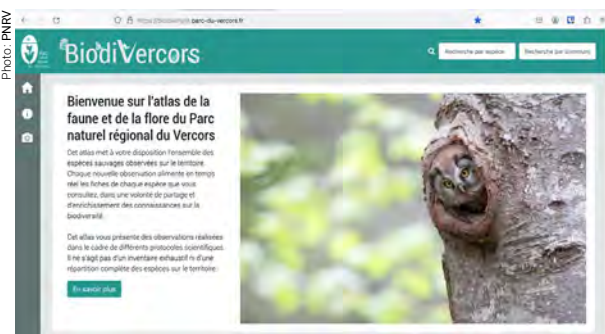 Photo: PNRV
parc-du-vercors.fr
BiodiVercors
Recherche par espèce
Recherche par commune
Bienvenue sur l'atlas de la
faune et de la flore du Parc
naturel régional du Vercors
Cet atlas met à votre disposition l'ensemble des
espèces sauvages observées sur le territoire.
Chaque nouvelle observation alimente en temps
réel les fiches de chaque espèce que vous
consultez, dans une volonté de partage et
d'enrichissement des connaissances sur la
biodiversité.
Cet atlas vous présente des observations réalisées
dans le cadre de différents protocoles scientifiques.
Il ne s'agit pas d'un inventaire exhaustif ni d'une
répartition complète des espèces sur le territoire.
En savoir plus